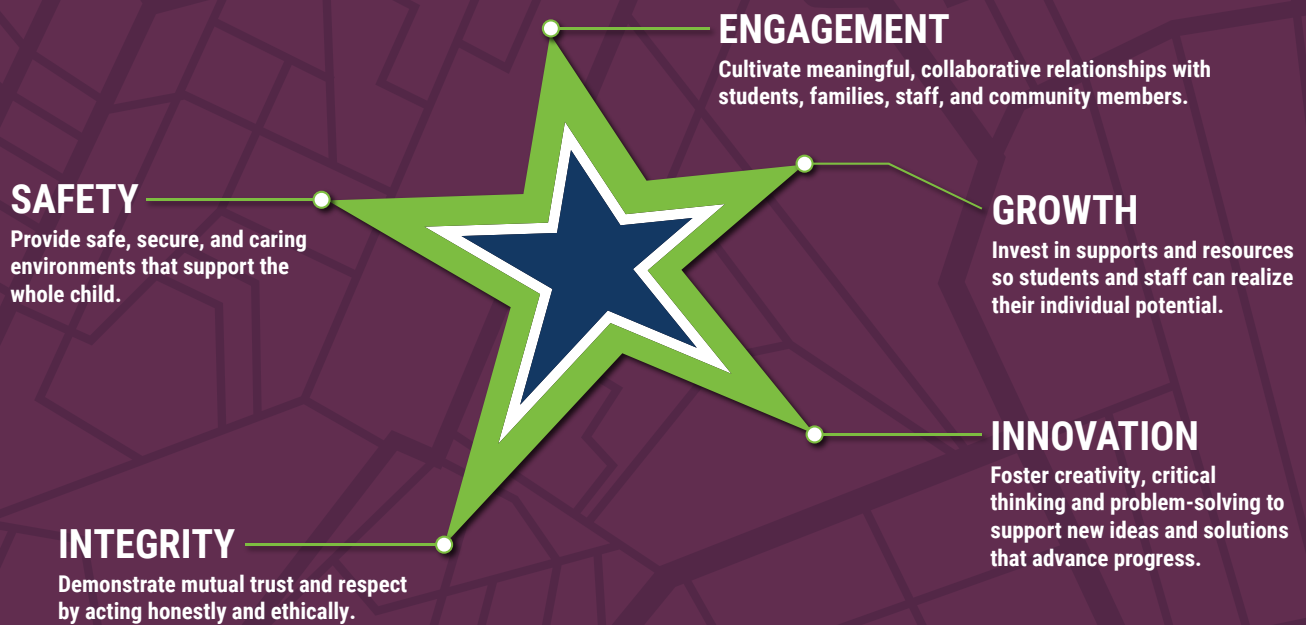 ENGAGEMENT
Cultivate meaningful, collaborative relationships with
students, families, staff, and community members.
SAFETY
Provide safe, secure, and caring
environments that support the
whole child.
GROWTH
Invest in supports and resources
so students and staff can realize
their individual potential.
INNOVATION
Foster creativity, critical
thinking and problem-solving to
support new ideas and solutions
that advance progress.
INTEGRITY
Demonstrate mutual trust and respect
by acting honestly and ethically.